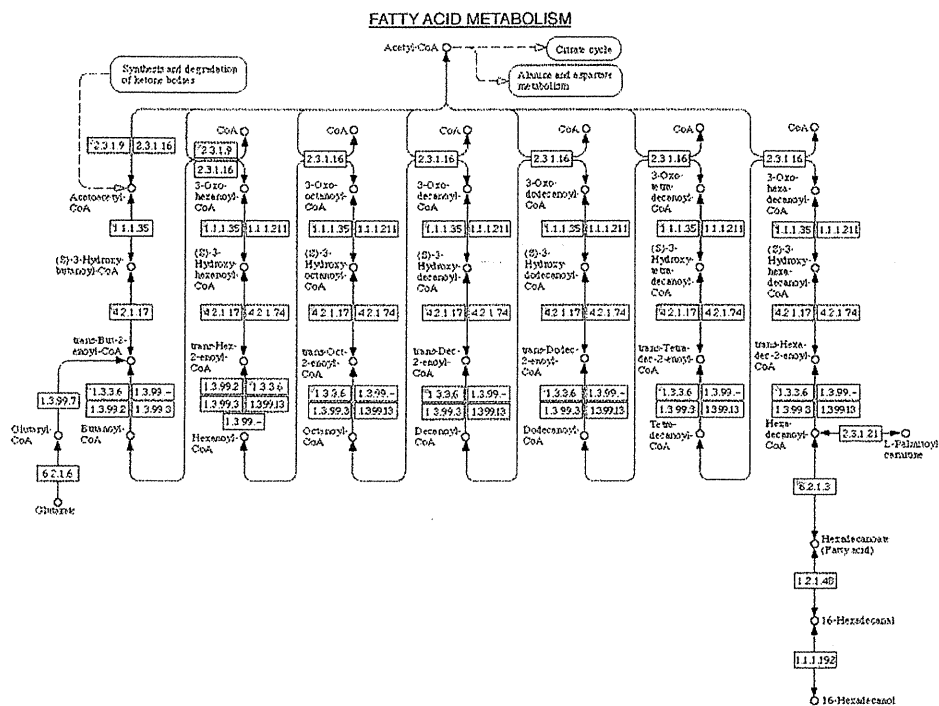 FATTY ACID METABOLISM
Acetyl-CoA
Citrate cycle
Synthesis and degradation
of ketone bodies
Alanine and aspartate
metabolism
CoA
CoA
CoA
CoA
CoA
CoA
2.3.1.9
2.3.1.16
2.3.1.9
2.3.1.16
2.3.1.16
2.3.1.16
2.3.1.16
2.3.1.16
2.3.1.16
Acetoacetyl-
CoA
3-Oxo-
hexanoyl-
CoA
3-Oxo-
octanoyl-
CoA
3-Oxo-
decanoyl-
CoA
3-Oxo-
dodecanoyl-
CoA
3-Oxo-
tetra-
decanoyl-
CoA
3-Oxo-
hexa-
decanoyl-
CoA
1.1.1.35
1.1.1.35
1.1.1.211
1.1.1.35
1.1.1.211
1.1.1.35
1.1.1.211
1.1.1.35
1.1.1.211
1.1.1.35
1.1.1.211
1.1.1.35
1.1.1.211
(S)-3-Hydroxy-
butanoyl-CoA
(S)-3-
Hydroxy-
hexanoyl-
CoA
(S)-3-
Hydroxy-
octanoyl-
CoA
(S)-3-
Hydroxy-
decanoyl-
CoA
(S)-3-
Hydroxy-
dodecanoyl-
CoA
(S)-3-
Hydroxy-
tetra-
decanoyl-
CoA
(S)-3-
Hydroxy-
hexa-
decanoyl-
CoA
4.2.1.17
4.2.1.17
4.2.1.74
4.2.1.17
4.2.1.74
4.2.1.17
4.2.1.74
4.2.1.17
4.2.1.74
4.2.1.17
4.2.1.74
4.2.1.17
4.2.1.74
trans-But-2-
enoyl-CoA
trans-Hex-
2-enoyl-
CoA
trans-Oct-
2-enoyl-
CoA
trans-Dec-
2-enoyl-
CoA
trans-Dodec-
2-enoyl-
CoA
trans-Tetra-
dec-2-enoyl-
CoA
trans-Hexa-
dec-2-enoyl-
CoA
1.3.99.7
1.3.3.6
1.3.99.-
1.3.99.2
1.3.99.3
1.3.99.2
1.3.3.6
1.3.99.3
1.3.99.13
1.3.99.-
1.3.3.6
1.3.99.-
1.3.99.3
1.3.99.13
1.3.3.6
1.3.99.-
1.3.99.3
1.3.99.13
1.3.3.6
1.3.99.-
1.3.99.3
1.3.99.13
1.3.3.6
1.3.99.-
1.3.99.3
1.3.99.13
1.3.3.6
1.3.99.-
1.3.99.3
1.3.99.13
Glutaryl-
CoA
Butanoyl-
CoA
Hexanoyl-
CoA
Octanoyl-
CoA
Decanoyl-
CoA
Dodecanoyl-
CoA
Tetra-
decanoyl-
CoA
Hexa-
decanoyl-
CoA
2.3.1.21
L-Palmitoyl
carnitine
6.2.1.6
Glutarate
6.2.1.3
Hexadecanoate
(Fatty acid)
1.2.1.48
16-Hexadecanal
1.1.1.192
16-Hexadecanol